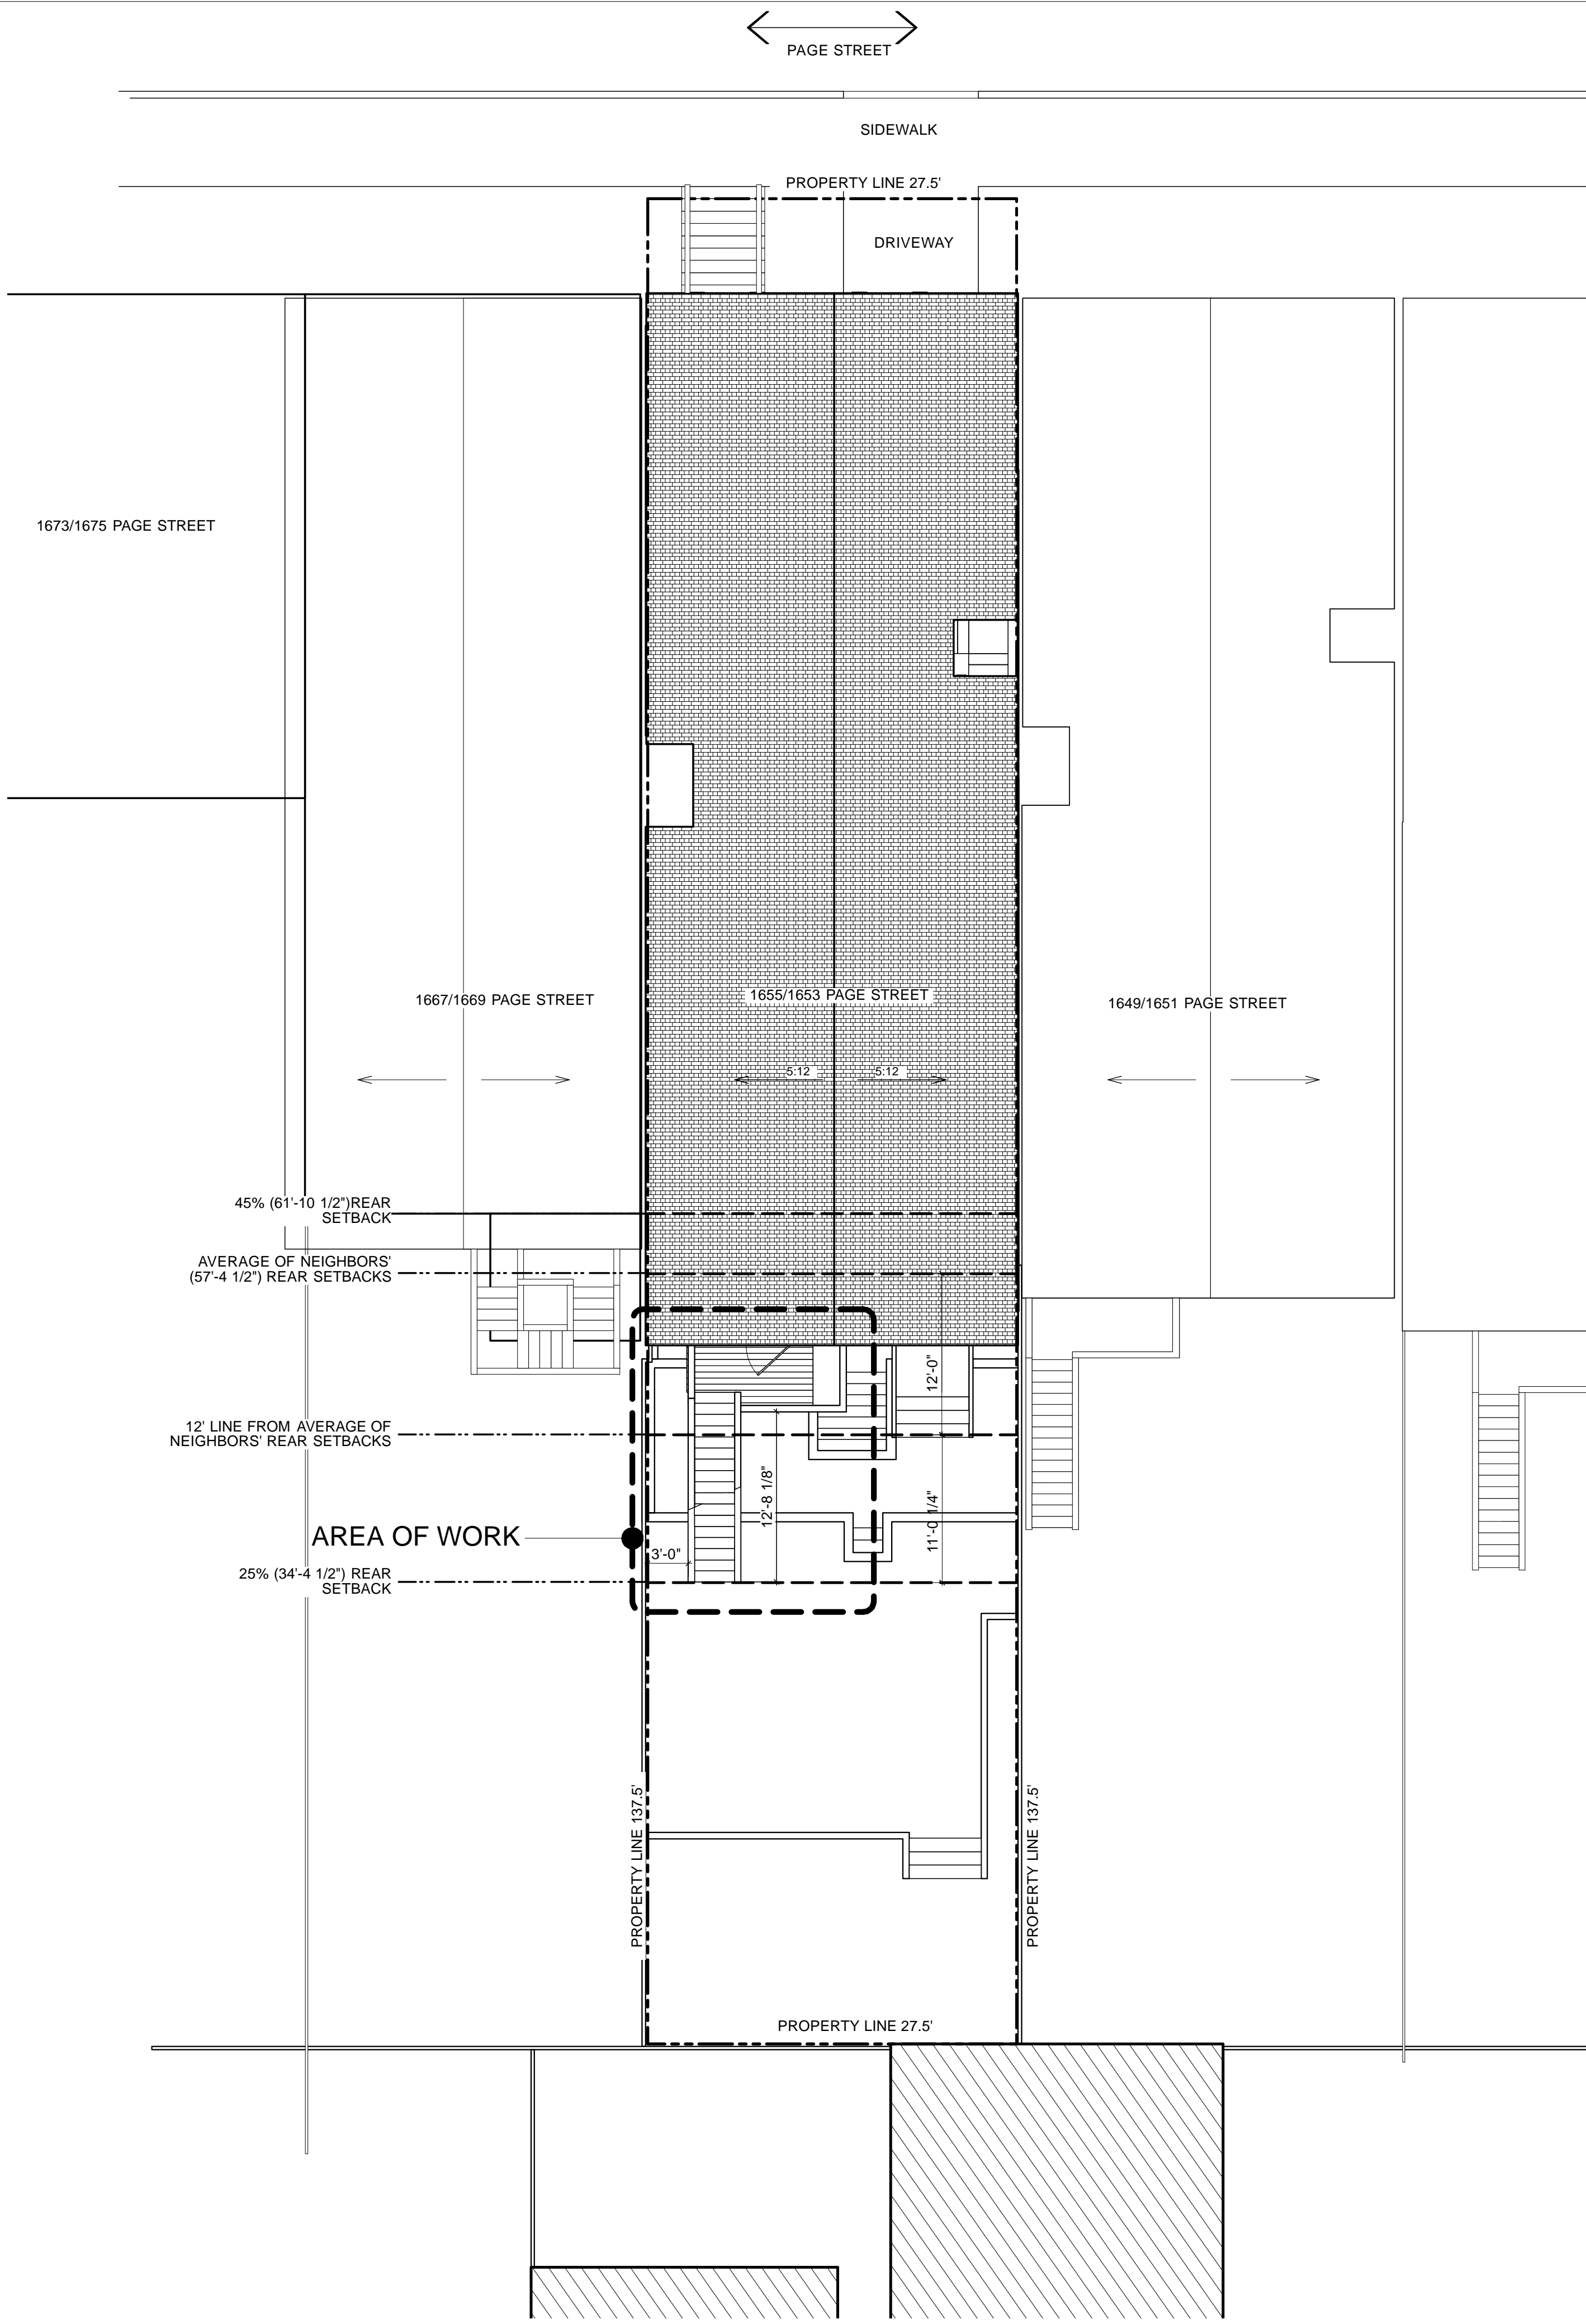 PAGE STREET
SIDEWALK
PROPERTY LINE 27.5'
DRIVEWAY
1673/1675 PAGE STREET
1667/1669 PAGE STREET
1655/1653 PAGE STREET
1649/1651 PAGE STREET
5:12
5:12
45% (61'-10 1/2")REAR
SETBACK
AVERAGE OF NEIGHBORS'
(57'-4 1/2") REAR SETBACKS
12'-0"
12' LINE FROM AVERAGE OF
NEIGHBORS' REAR SETBACKS
12'-8 1/8"
11'-0 1/4"
AREA OF WORK
3'-0"
25% (34'-4 1/2") REAR
SETBACK
PROPERTY LINE 137.5'
PROPERTY LINE 137.5'
PROPERTY LINE 27.5'